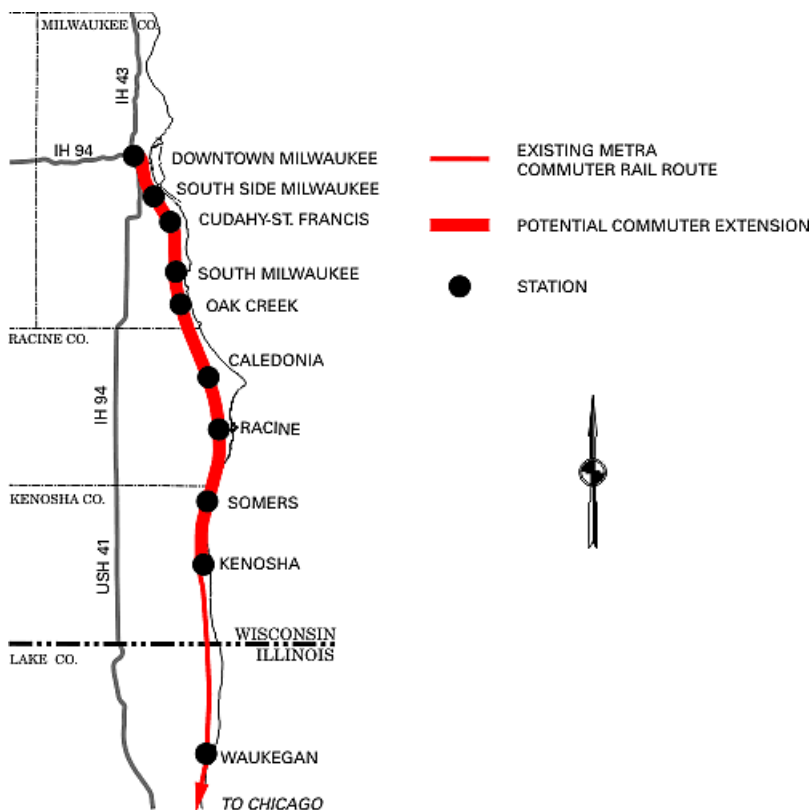 MILWAUKEE CO.
IH 43
IH 94
DOWNTOWN MILWAUKEE
SOUTH SIDE MILWAUKEE
CUDAHY-ST. FRANCIS
SOUTH MILWAUKEE
OAK CREEK
RACINE CO.
CALEDONIA
IH 94
RACINE
KENOSHA CO.
SOMERS
USH 41
KENOSHA
WISCONSIN
ILLINOIS
LAKE CO.
WAUKEGAN
TO CHICAGO
EXISTING METRA
COMMUTER RAIL ROUTE
POTENTIAL COMMUTER EXTENSION
STATION